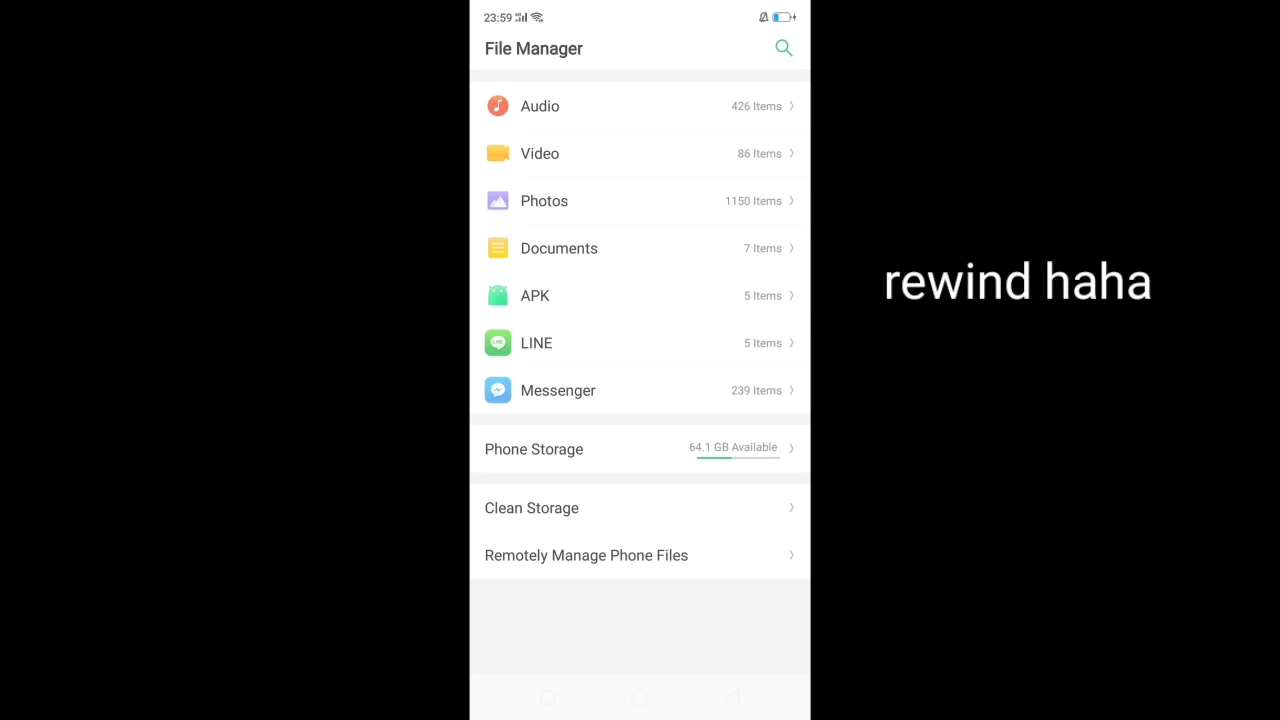 23:59
File Manager
Audio 426 Items
Video 86 Items
Photos 1150 Items
Documents 7 Items
APK 5 Items
LINE 5 Items
Messenger 239 Items
Phone Storage 64.1 GB Available
Clean Storage
Remotely Manage Phone Files
rewind haha